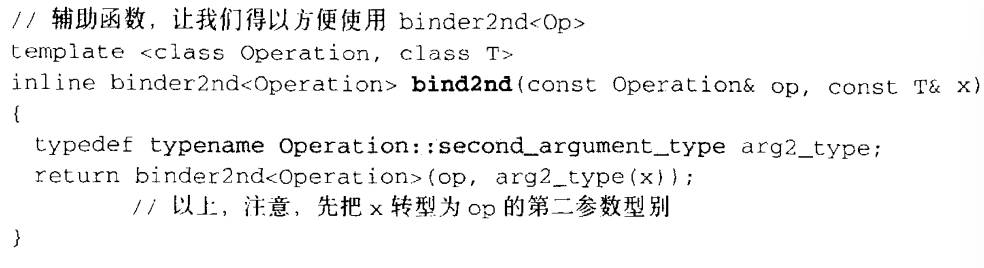 // 辅助函数，让我们得以方便使用 binder2nd<Op>
template <class Operation, class T>
inline binder2nd<Operation> bind2nd(const Operation& op, const T& x)
{
  typedef typename Operation::second_argument_type arg2_type;
  return binder2nd<Operation>(op, arg2_type(x));
        // 以上，注意，先把 x 转型为 op 的第二参数型别
}